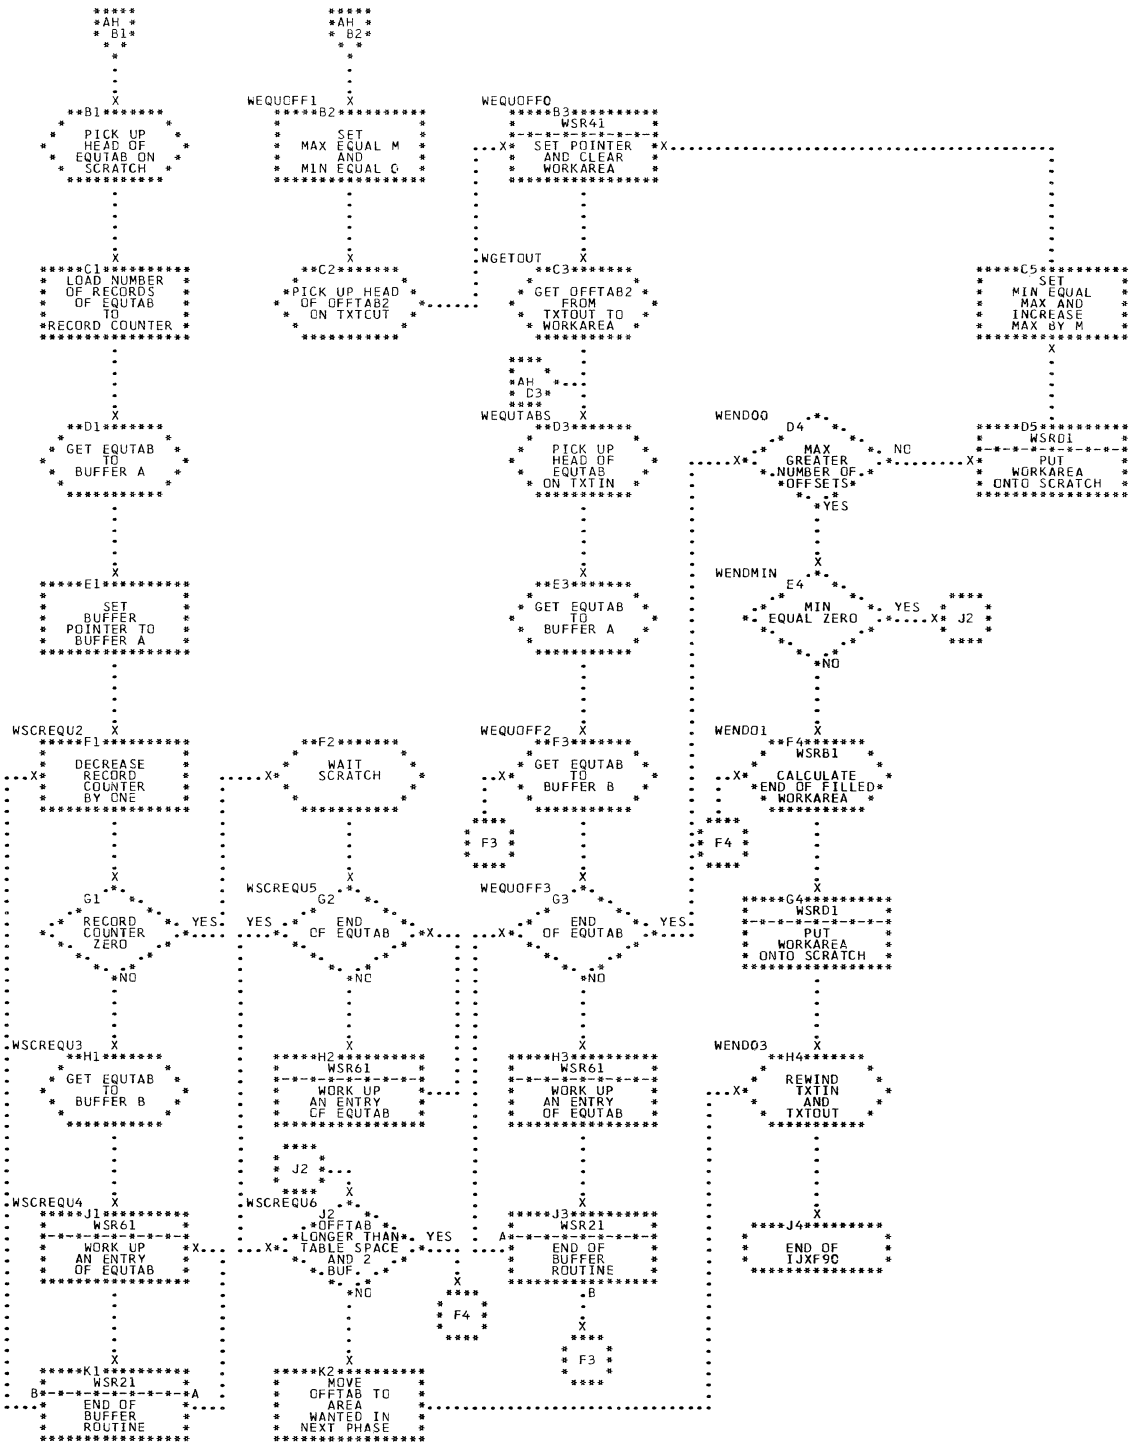 AH
B1
AH
B2
WEQUOFF1
WEQUOFF0
B1
PICK UP
HEAD OF
EQUTAB ON
SCRATCH
B2
SET
MAX EQUAL M
AND
MIN EQUAL 0
B3
WSR41
SET POINTER
AND CLEAR
WORKAREA
WGETOUT
C1
LOAD NUMBER
OF RECORDS
OF EQUTAB
TO
RECORD COUNTER
C2
PICK UP HEAD
OF OFFTAB2
ON TXTOUT
C3
GET OFFTAB2
FROM
TXTOUT TO
WORKAREA
C5
SET
MIN EQUAL
MAX AND
INCREASE
MAX BY M
AH
D3
WEQUTABS
WEND00
D1
GET EQUTAB
TO
BUFFER A
D3
PICK UP
HEAD OF
EQUTAB
ON TXTIN
D4
MAX
GREATER
NUMBER OF
OFFSETS
NO
YES
D5
WSRD1
PUT
WORKAREA
ONTO SCRATCH
WENDMIN
E1
SET
BUFFER
POINTER TO
BUFFER A
E3
GET EQUTAB
TO
BUFFER A
E4
MIN
EQUAL ZERO
YES
J2
NO
WSCREQU2
WEQUOFF2
WEND01
F1
DECREASE
RECORD
COUNTER
BY ONE
F2
WAIT
SCRATCH
F3
GET EQUTAB
TO
BUFFER B
F4
WSRB1
CALCULATE
END OF FILLED
WORKAREA
F3
F4
WSCREQU5
WEQUOFF3
G1
RECORD
COUNTER
ZERO
YES
NO
G2
END
OF EQUTAB
YES
NO
G3
END
OF EQUTAB
YES
NO
G4
WSRD1
PUT
WORKAREA
ONTO SCRATCH
WSCREQU3
WEND03
H1
GET EQUTAB
TO
BUFFER B
H2
WSR61
WORK UP
AN ENTRY
OF EQUTAB
H3
WSR61
WORK UP
AN ENTRY
OF EQUTAB
H4
REWIND
TXTIN
AND
TXTOUT
J2
WSCREQU4
WSCREQU6
J1
WSR61
WORK UP
AN ENTRY
OF EQUTAB
J2
OFFTAB
LONGER THAN
TABLE SPACE
AND 2
BUF.
YES
NO
A
J3
WSR21
END OF
BUFFER
ROUTINE
B
J4
END OF
IJXF90
F4
F3
K1
WSR21
B
A
END OF
BUFFER
ROUTINE
K2
MOVE
OFFTAB TO
AREA
WANTED IN
NEXT PHASE